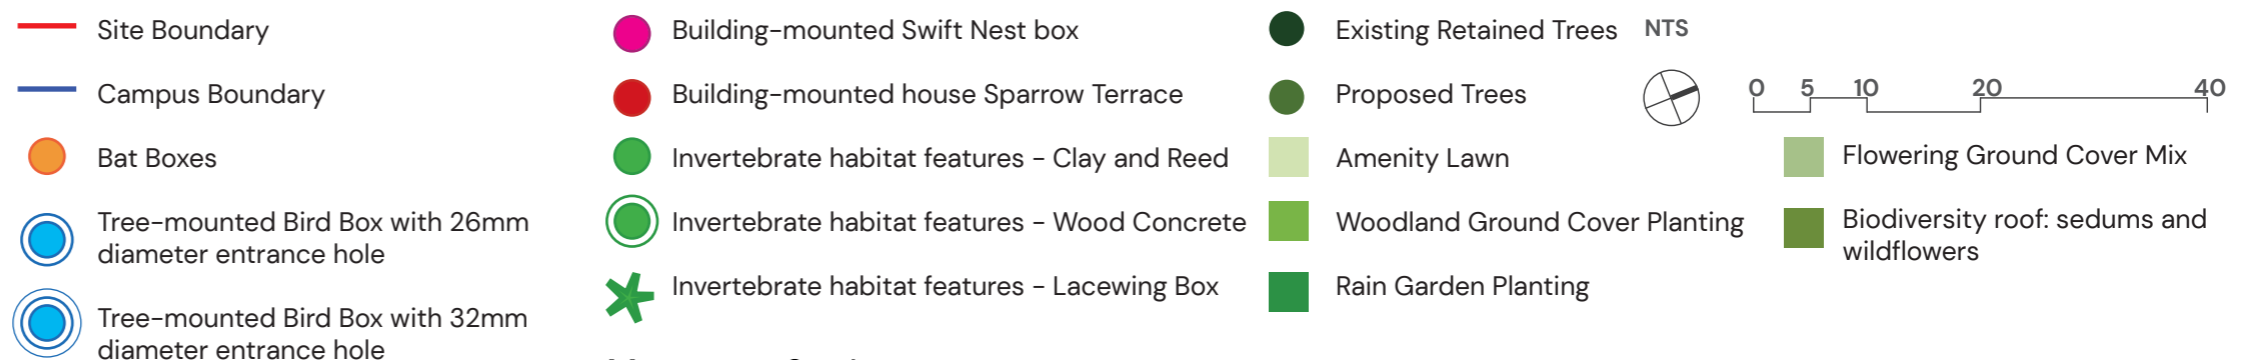 Site Boundary
Campus Boundary
Bat Boxes
Tree-mounted Bird Box with 26mm
diameter entrance hole
Tree-mounted Bird Box with 32mm
diameter entrance hole
Building-mounted Swift Nest box
Building-mounted house Sparrow Terrace
Invertebrate habitat features - Clay and Reed
Invertebrate habitat features - Wood Concrete
Invertebrate habitat features - Lacewing Box
Existing Retained Trees
Proposed Trees
Amenity Lawn
Woodland Ground Cover Planting
Rain Garden Planting
NTS
0 5 10 20 40
Flowering Ground Cover Mix
Biodiversity roof: sedums and
wildflowers